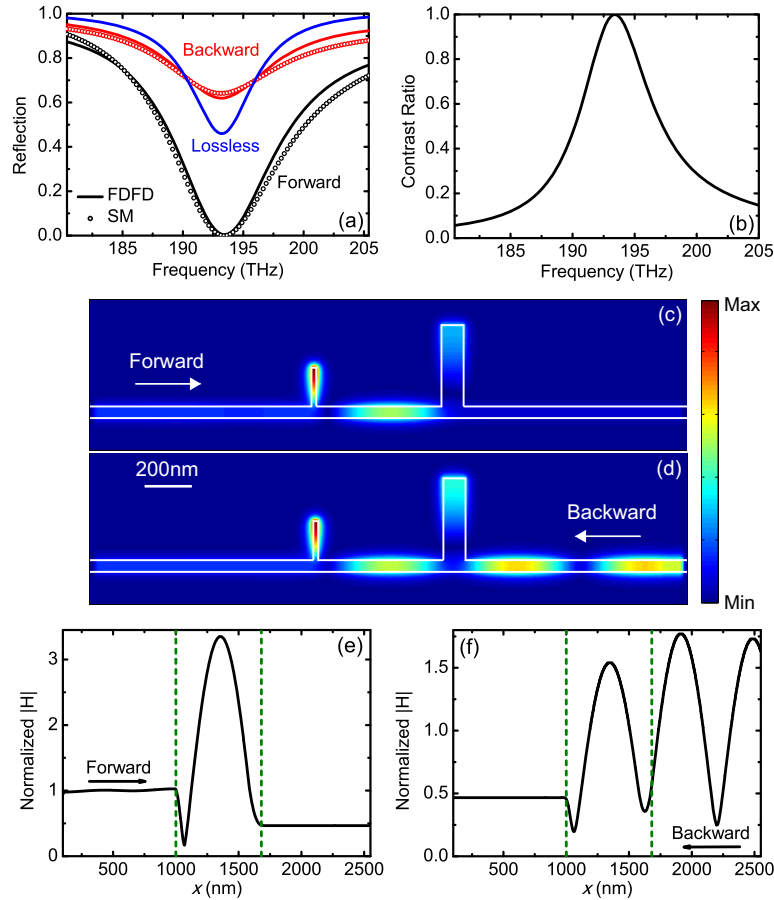 1.0
0.8
0.6
0.4
0.2
0.0
Reflection
Backward
Lossless
Forward
FDFD
SM
(a)
185
190
195
200
205
Frequency (THz)
1.0
0.8
0.6
0.4
0.2
0.0
Contrast Ratio
(b)
185
190
195
200
205
Frequency (THz)
(c)
Forward
Max
200nm
(d)
Backward
Min
3
2
1
0
Normalized |H|
(e)
Forward
500
1000
1500
2000
2500
x (nm)
1.5
1.0
0.5
0.0
Normalized |H|
(f)
Backward
500
1000
1500
2000
2500
x (nm)